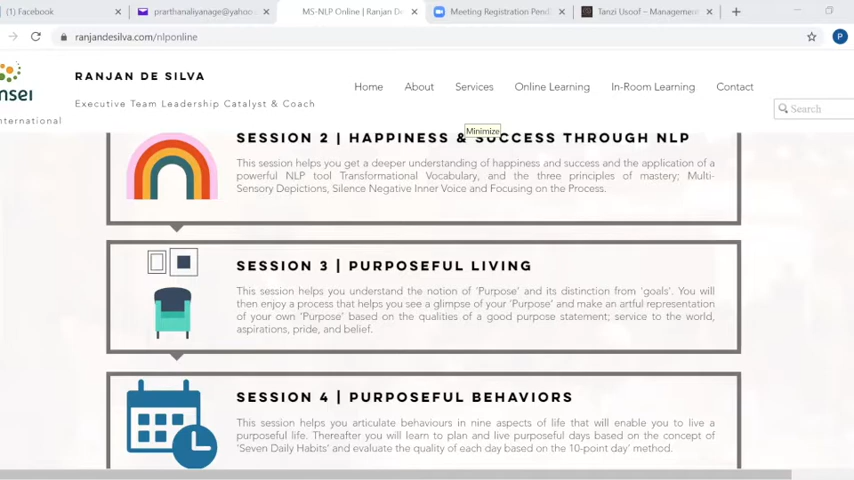 (1) Facebook
prarthanaliyanage@yahoo
MS-NLP Online | Ranjan De
Meeting Registration Pend
Tanzi Usoof – Management
ranjandesilva.com/nlponline
P
nsei
nternational
RANJAN DE SILVA
Executive Team Leadership Catalyst & Coach
Home
About
Services
Online Learning
In-Room Learning
Contact
Search
Minimize
SESSION 2 | HAPPINESS & SUCCESS THROUGH NLP
This session helps you get a deeper understanding of happiness and success and the application of a
powerful NLP tool Transformational Vocabulary, and the three principles of mastery; Multi-
Sensory Depictions, Silence Negative Inner Voice and Focusing on the Process.
SESSION 3 | PURPOSEFUL LIVING
This session helps you understand the notion of 'Purpose' and its distinction from 'goals'. You will
then enjoy a process that helps you see a glimpse of your 'Purpose' and make an artful representation
of your own 'Purpose' based on the qualities of a good purpose statement; service to the world,
aspirations, pride, and belief.
SESSION 4 | PURPOSEFUL BEHAVIORS
This session helps you articulate behaviours in nine aspects of life that will enable you to live a
purposeful life. Thereafter you will learn to plan and live purposeful days based on the concept of
'Seven Daily Habits' and evaluate the quality of each day based on the 10-point day' method.